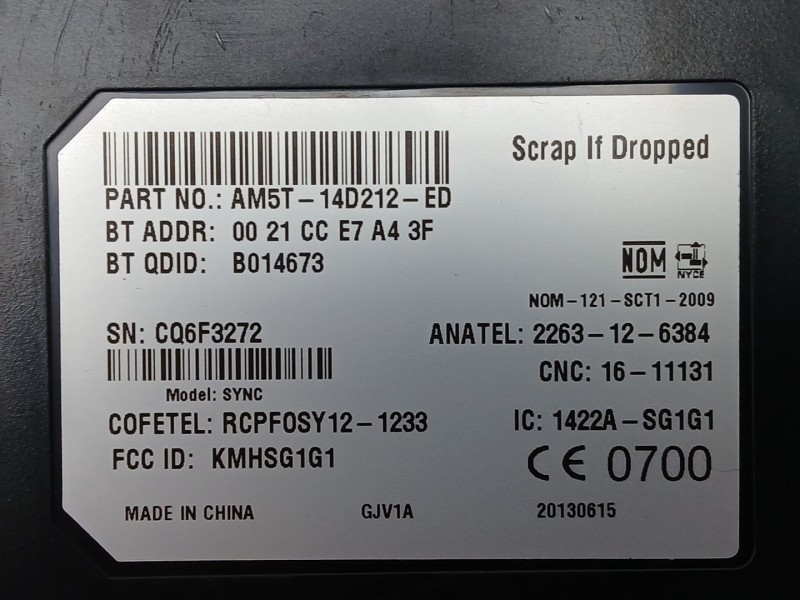 Scrap If Dropped
PART NO.: AM5T-14D212-ED
BT ADDR: 00 21 CC E7 A4 3F
BT QDID: B014673
NOM NYCE
NOM-121-SCT1-2009
SN: CQ6F3272
ANATEL: 2263-12-6384
CNC: 16-11131
Model: SYNC
COFETEL: RCPFOSY12-1233
IC: 1422A-SG1G1
FCC ID: KMHSG1G1
CE 0700
MADE IN CHINA GJV1A 20130615